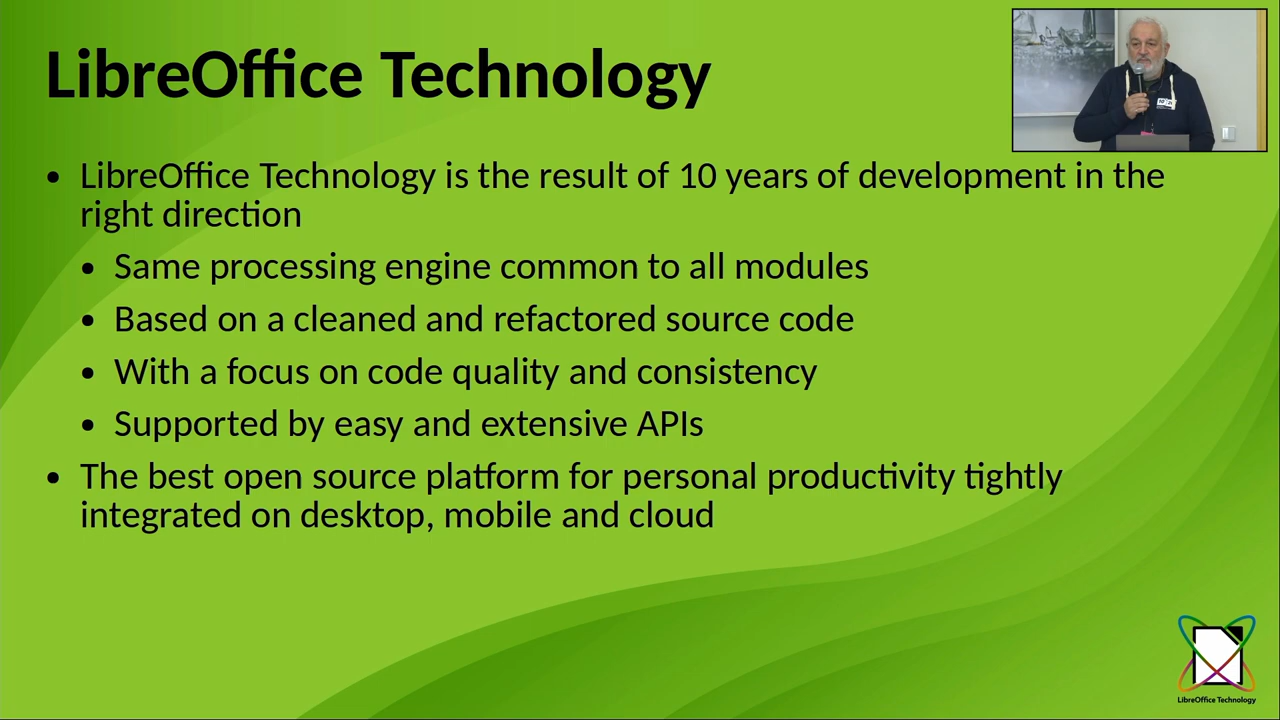 LibreOffice Technology
• LibreOffice Technology is the result of 10 years of development in the
right direction
• Same processing engine common to all modules
• Based on a cleaned and refactored source code
• With a focus on code quality and consistency
• Supported by easy and extensive APIs
• The best open source platform for personal productivity tightly
integrated on desktop, mobile and cloud
LibreOffice Technology